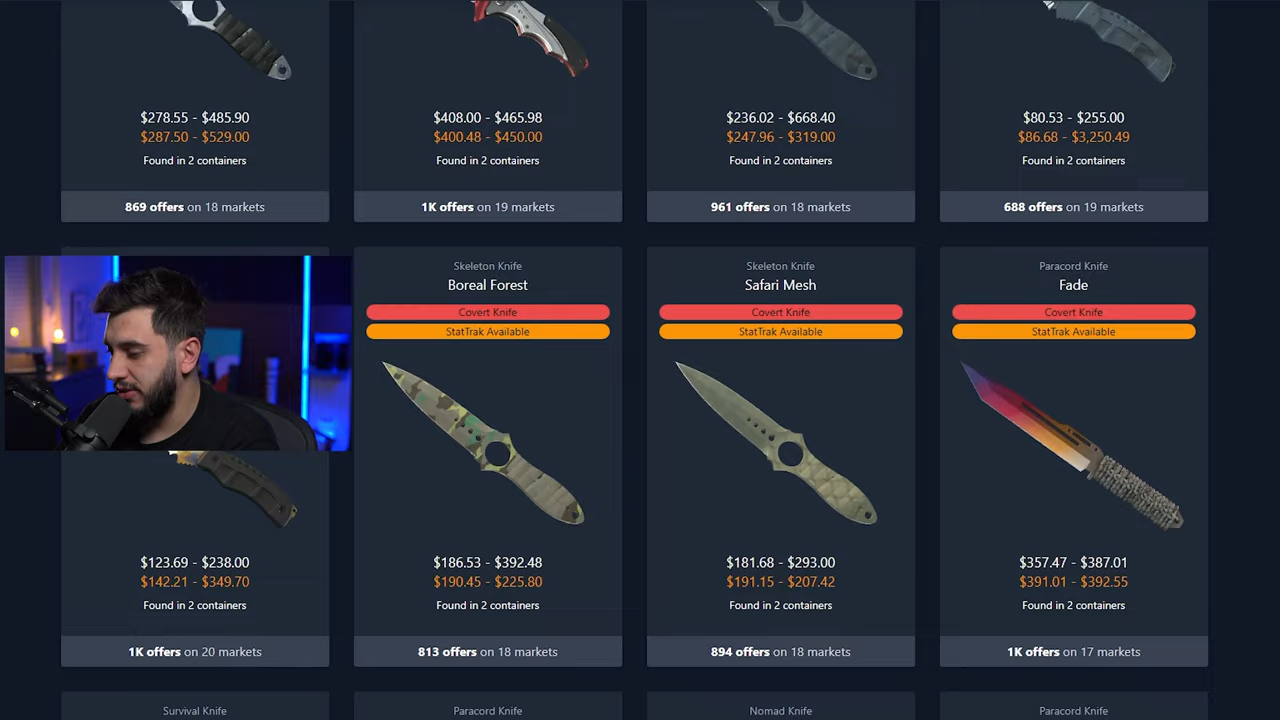 $278.55 - $485.90
$287.50 - $529.00
Found in 2 containers
869 offers on 18 markets
$408.00 - $465.98
$400.48 - $450.00
Found in 2 containers
1K offers on 19 markets
$236.02 - $668.40
$247.96 - $319.00
Found in 2 containers
961 offers on 18 markets
$80.53 - $255.00
$86.68 - $3,250.49
Found in 2 containers
688 offers on 19 markets
$123.69 - $238.00
$142.21 - $349.70
Found in 2 containers
1K offers on 20 markets
Skeleton Knife
Boreal Forest
Covert Knife
StatTrak Available
$186.53 - $392.48
$190.45 - $225.80
Found in 2 containers
813 offers on 18 markets
Skeleton Knife
Safari Mesh
Covert Knife
StatTrak Available
$181.68 - $293.00
$191.15 - $207.42
Found in 2 containers
894 offers on 18 markets
Paracord Knife
Fade
Covert Knife
StatTrak Available
$357.47 - $387.01
$391.01 - $392.55
Found in 2 containers
1K offers on 17 markets
Survival Knife
Paracord Knife
Nomad Knife
Paracord Knife